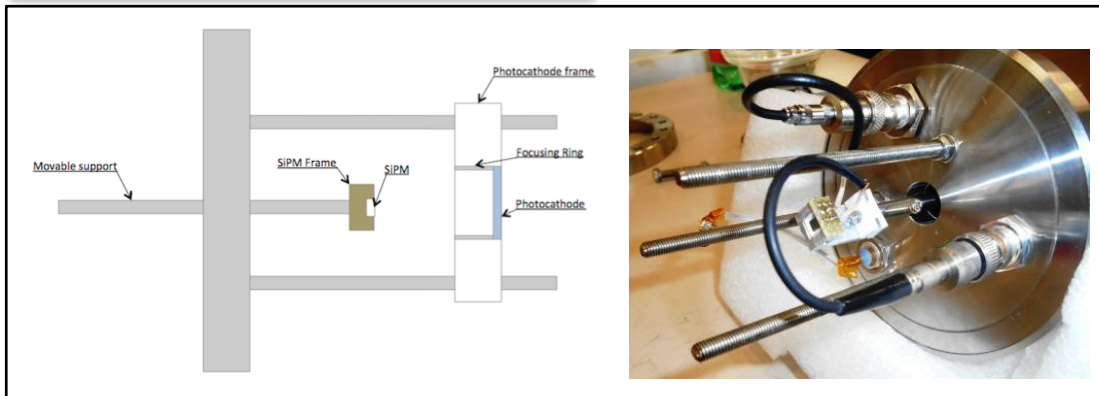 Photocathode frame
Focusing Ring
SiPM Frame
SiPM
Movable support
Photocathode